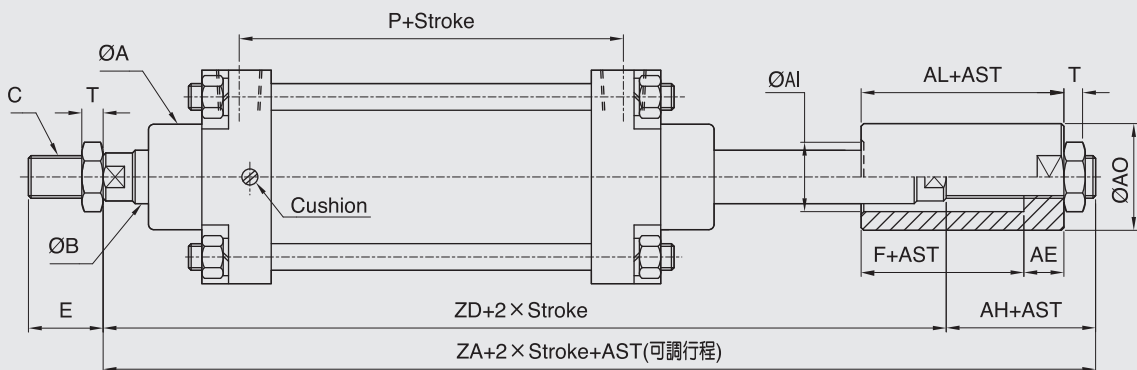 P+Stroke
ØA
AL+AST
T
ØAI
C
T
ØAO
Cushion
ØB
F+AST
AE
E
ZD+2×Stroke
AH+AST
ZA+2×Stroke+AST(可調行程)